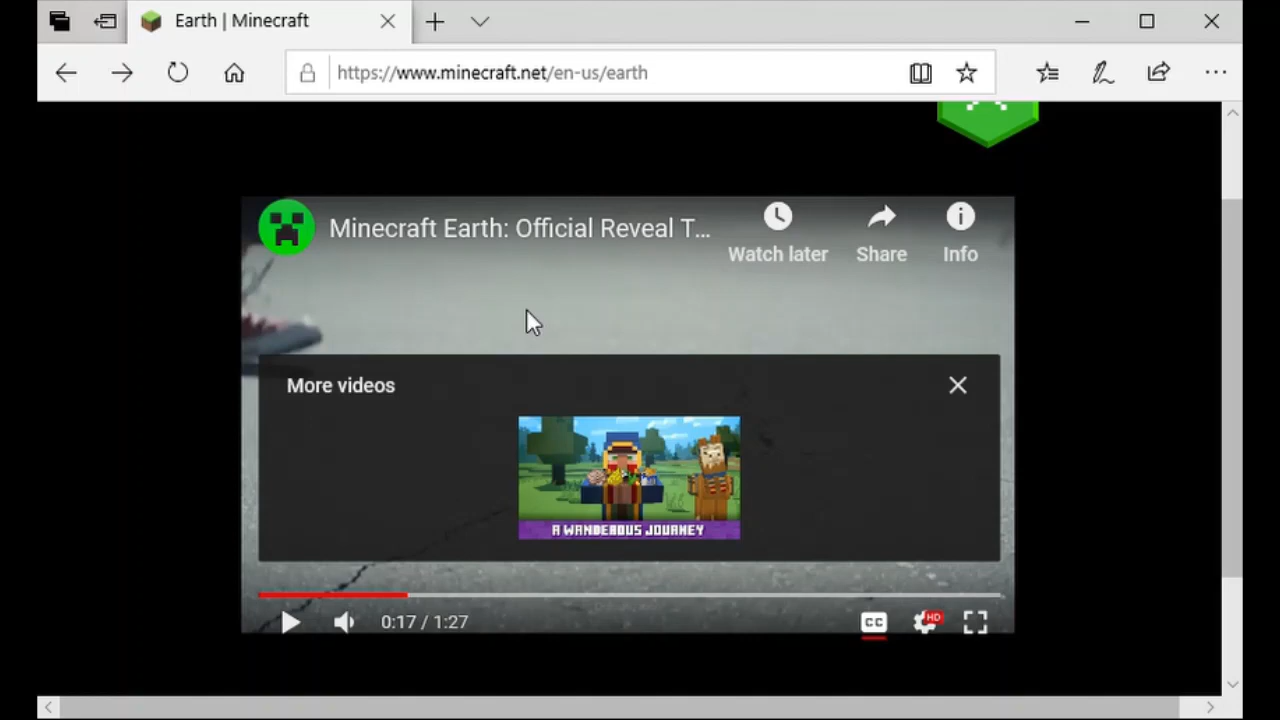 Earth | Minecraft
https://www.minecraft.net/en-us/earth
Minecraft Earth: Official Reveal T...
Watch later
Share
Info
More videos
A WANDEROUS JOURNEY
0:17 / 1:27
CC
HD